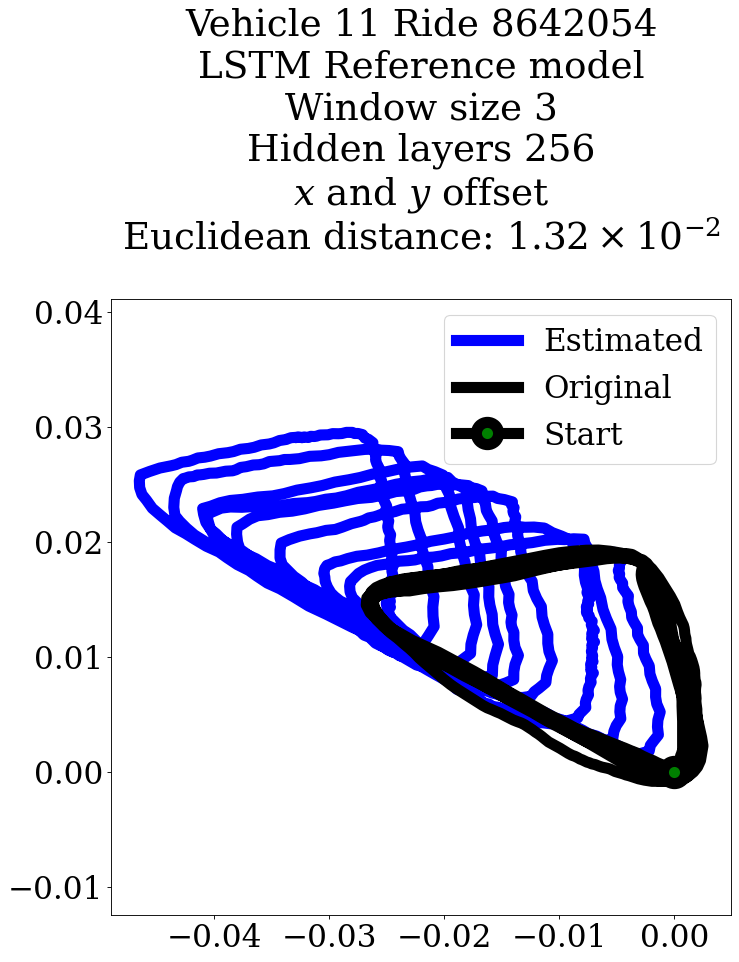 Vehicle 11 Ride 8642054
LSTM Reference model
Window size 3
Hidden layers 256
x and y offset
Euclidean distance: 1.32 × 10⁻²
0.04
0.03
0.02
0.01
0.00
−0.01
Estimated
Original
Start
−0.04 −0.03 −0.02 −0.01 0.00